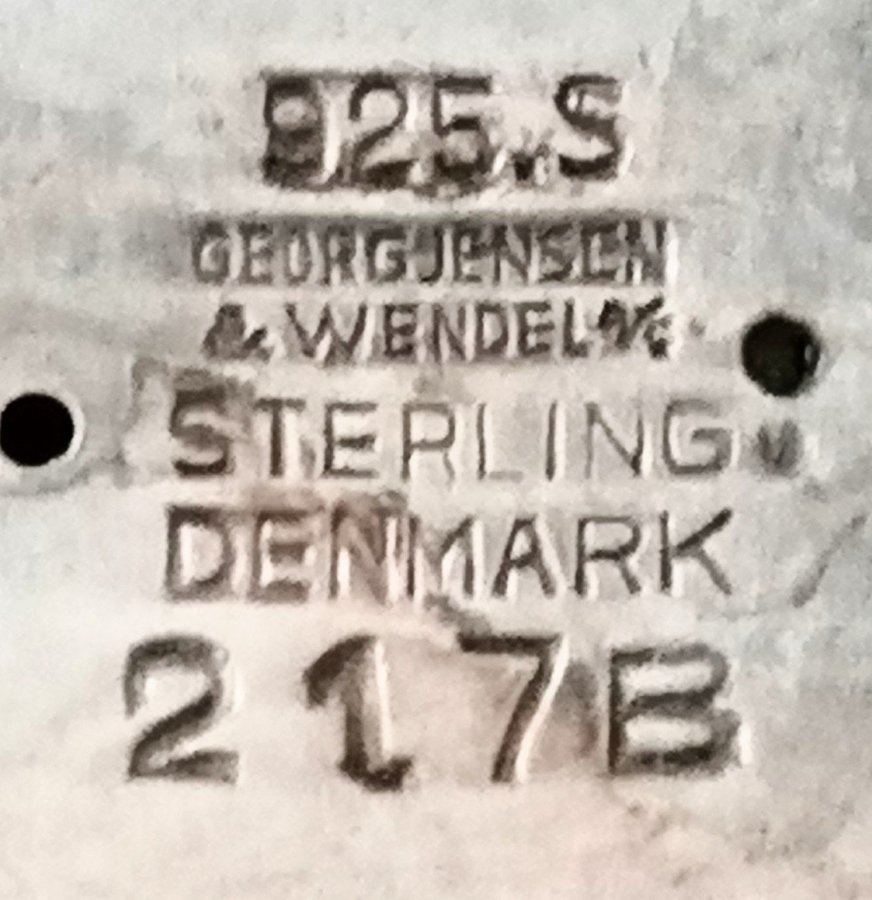 925.S
GEORG JENSEN
& WENDEL A/S
STERLING
DENMARK
217B